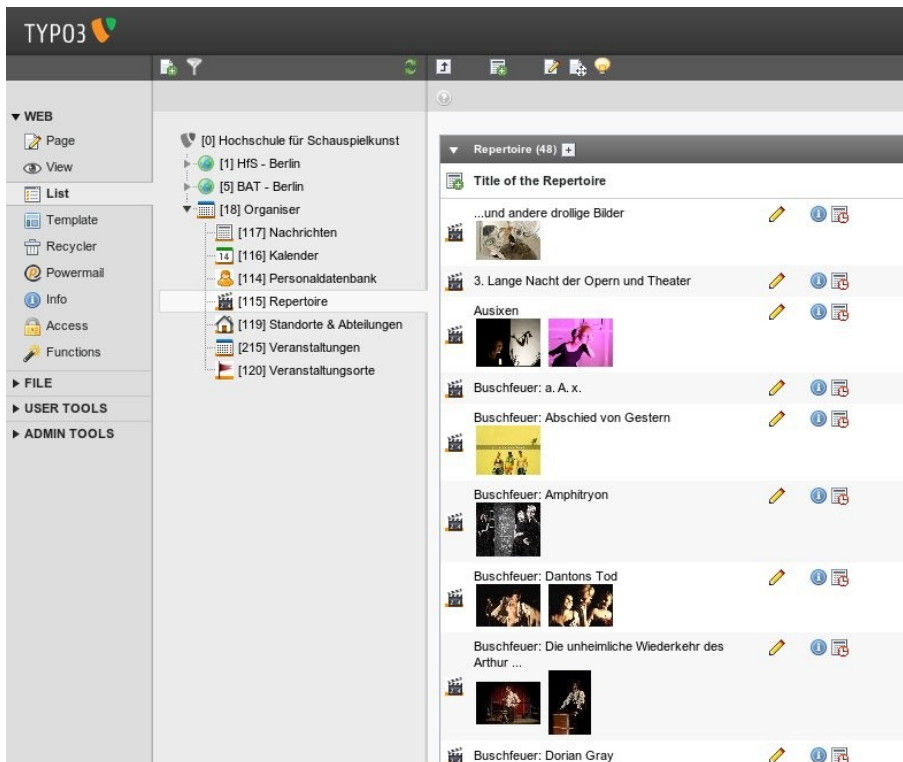 TYPO3
WEB
Page
View
List
Template
Recycler
Powermail
Info
Access
Functions
FILE
USER TOOLS
ADMIN TOOLS
[0] Hochschule für Schauspielkunst
[1] HfS - Berlin
[5] BAT - Berlin
[18] Organiser
[117] Nachrichten
14 [116] Kalender
[114] Personaldatenbank
[115] Repertoire
[119] Standorte & Abteilungen
[215] Veranstaltungen
[120] Veranstaltungsorte
Repertoire (48)
Title of the Repertoire
...und andere drollige Bilder
3. Lange Nacht der Opern und Theater
Ausixen
Buschfeuer: a. A. x.
Buschfeuer: Abschied von Gestern
Buschfeuer: Amphitryon
Buschfeuer: Dantons Tod
Buschfeuer: Die unheimliche Wiederkehr des
Arthur ...
Buschfeuer: Dorian Gray